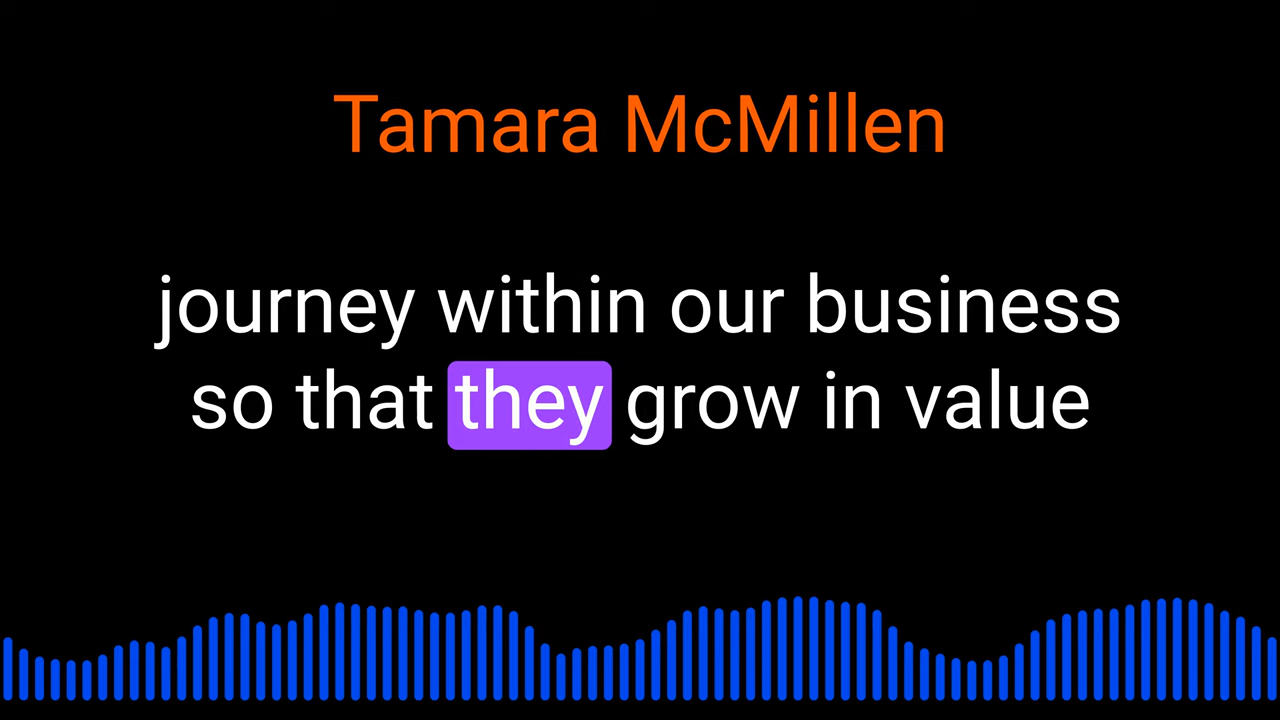 Tamara McMillen
journey within our business
so that they grow in value